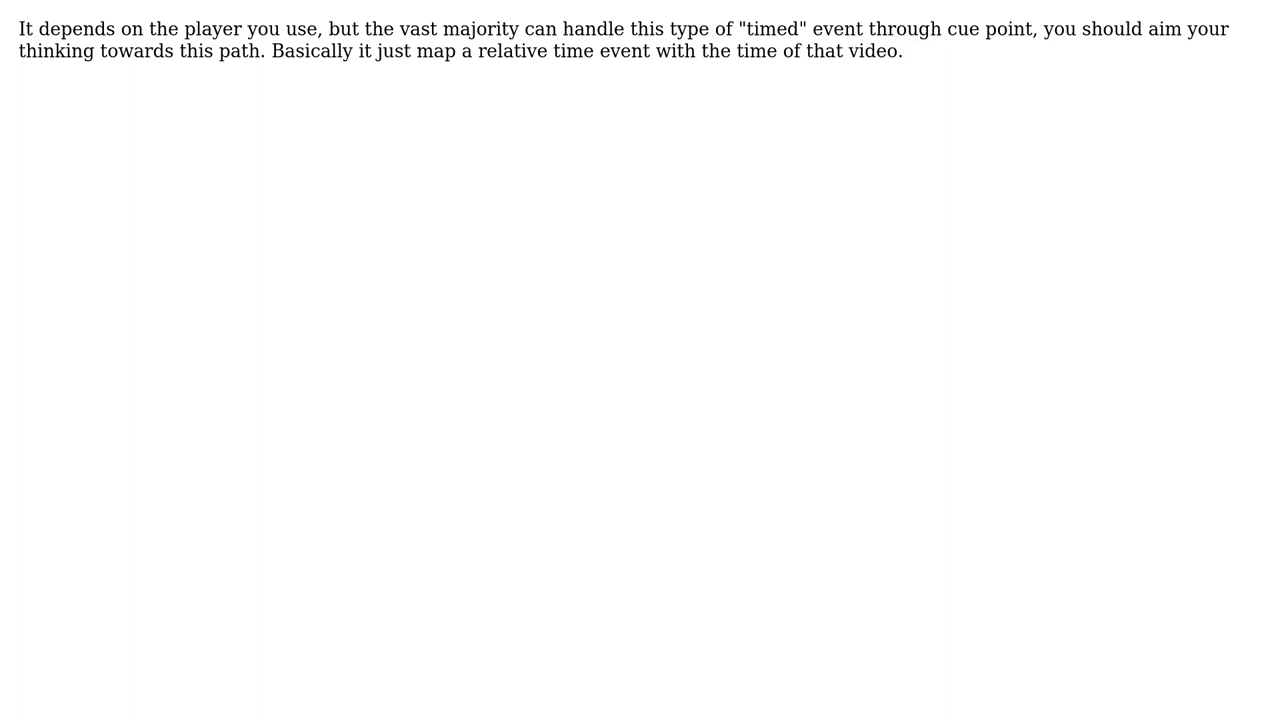 It depends on the player you use, but the vast majority can handle this type of "timed" event through cue point, you should aim your
thinking towards this path. Basically it just map a relative time event with the time of that video.